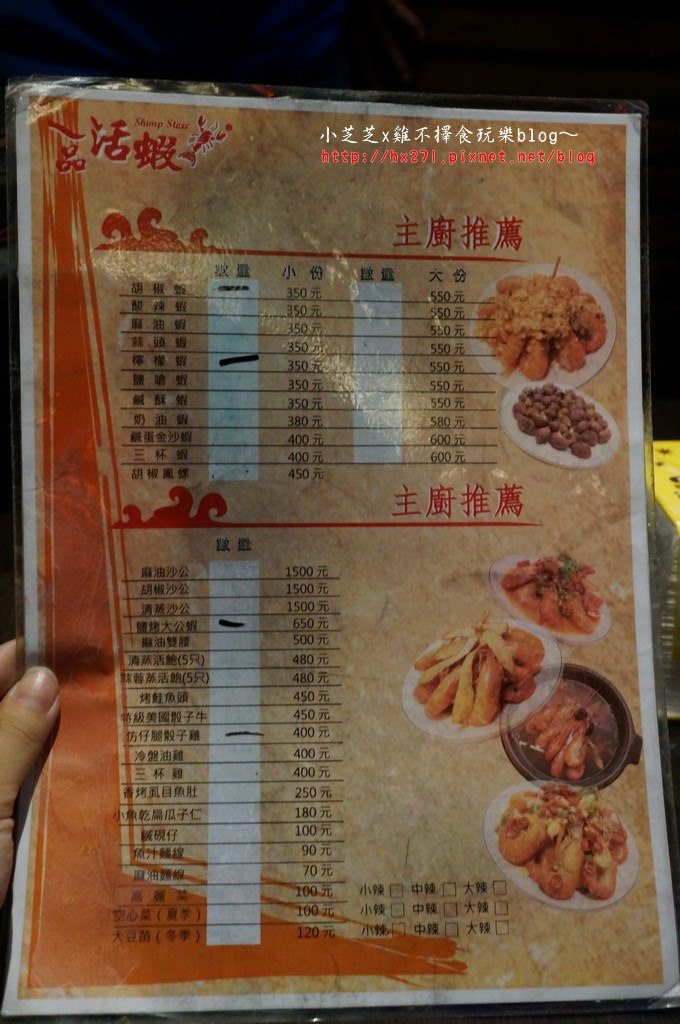 小芝芝x雞不擇食玩樂blog～
http://hx271.pixnet.net/blog
一品活蝦 Shimp Staxr
主廚推薦
數量 小份 數量 大份
胡椒蝦 350元 550元
酸辣蝦 350元 550元
麻油蝦 350元 550元
蒜頭蝦 350元 550元
檸檬蝦 350元 550元
鹽嗆蝦 350元 550元
鹹酥蝦 350元 550元
奶油蝦 380元 580元
鹹蛋金沙蝦 400元 600元
三杯蝦 400元 600元
胡椒鳳螺 450元
主廚推薦
數量
麻油沙公 1500元
胡椒沙公 1500元
清蒸沙公 1500元
鹽烤大公蝦 650元
麻油雙腰 500元
清蒸活鮑(5只) 480元
蒜蓉蒸活鮑(5只) 480元
烤鮭魚頭 450元
特級美國骰子牛 450元
仿仔腿骰子雞 400元
冷盤油雞 400元
三杯雞 400元
香烤虱目魚肚 250元
小魚乾扁瓜子仁 180元
鹹硯仔 100元
魚汁麵線 90元
麻油麵線 70元
高麗菜 100元 小辣□ 中辣□ 大辣□
空心菜（夏季） 100元 小辣□ 中辣□ 大辣□
大豆苗（冬季） 120元 小辣□ 中辣□ 大辣□